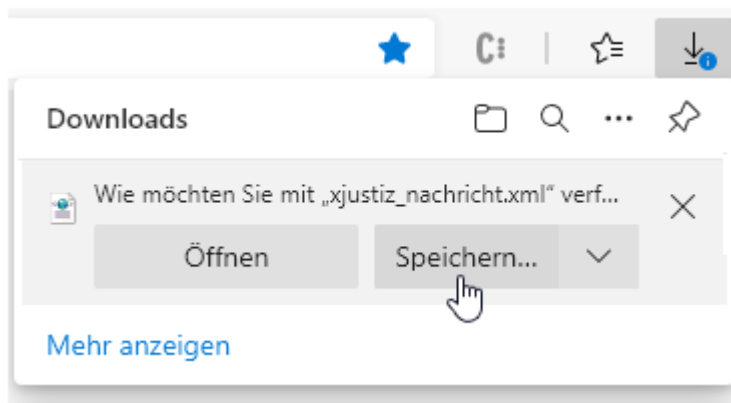 Downloads
Wie möchten Sie mit „xjustiz_nachricht.xml“ verf...
Öffnen
Speichern...
Mehr anzeigen